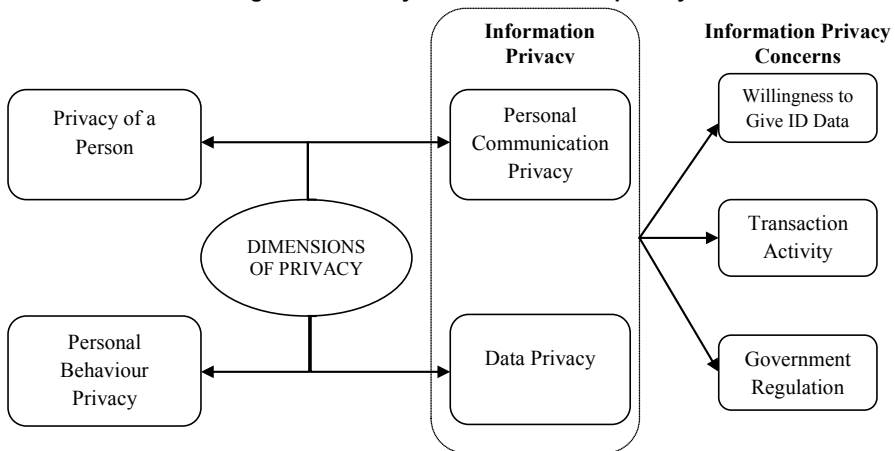 Information
Privacy
Information Privacy
Concerns
Privacy of a
Person
Personal
Communication
Privacy
Willingness to
Give ID Data
DIMENSIONS
OF PRIVACY
Transaction
Activity
Personal
Behaviour
Privacy
Data Privacy
Government
Regulation